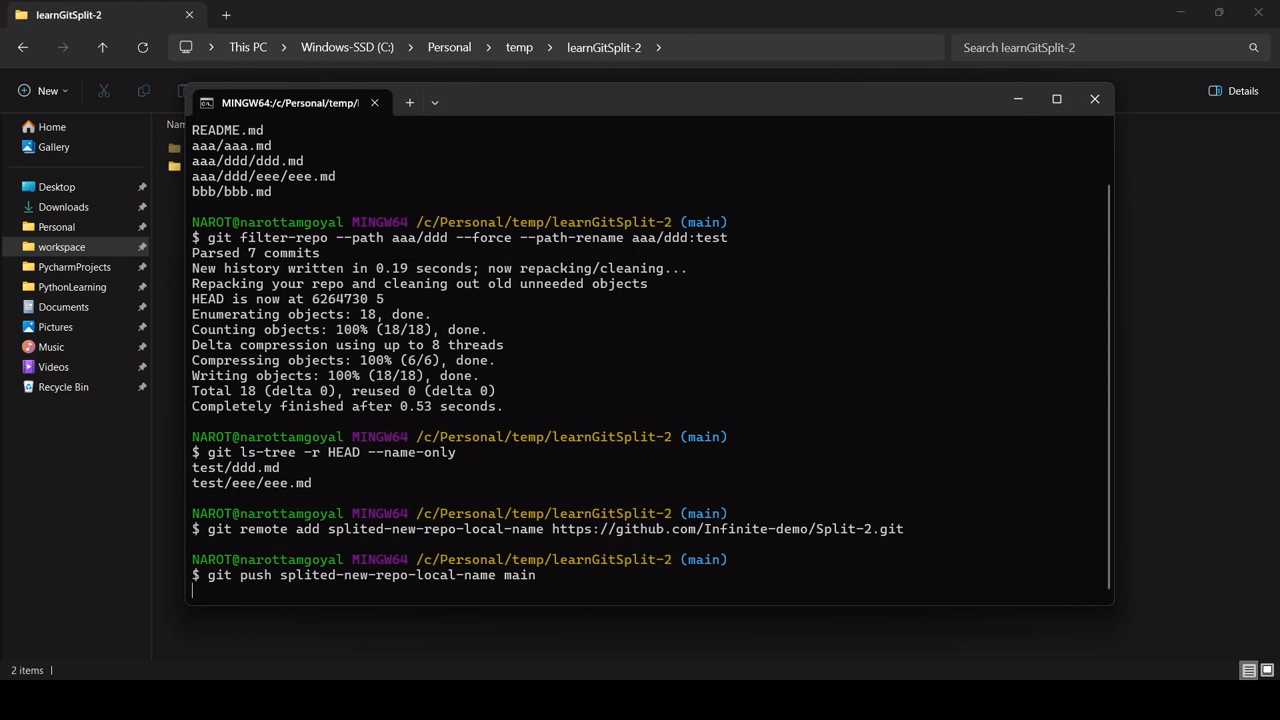 learnGitSplit-2
This PC > Windows-SSD (C:) > Personal > temp > learnGitSplit-2 >
Search learnGitSplit-2
New
Details
Home
Gallery
Desktop
Downloads
Personal
workspace
PycharmProjects
PythonLearning
Documents
Pictures
Music
Videos
Recycle Bin
Nam
MINGW64:/c/Personal/temp/l
README.md
aaa/aaa.md
aaa/ddd/ddd.md
aaa/ddd/eee/eee.md
bbb/bbb.md
NAROT@narottamgoyal MINGW64 /c/Personal/temp/learnGitSplit-2 (main)
$ git filter-repo --path aaa/ddd --force --path-rename aaa/ddd:test
Parsed 7 commits
New history written in 0.19 seconds; now repacking/cleaning...
Repacking your repo and cleaning out old unneeded objects
HEAD is now at 6264730 5
Enumerating objects: 18, done.
Counting objects: 100% (18/18), done.
Delta compression using up to 8 threads
Compressing objects: 100% (6/6), done.
Writing objects: 100% (18/18), done.
Total 18 (delta 0), reused 0 (delta 0)
Completely finished after 0.53 seconds.
NAROT@narottamgoyal MINGW64 /c/Personal/temp/learnGitSplit-2 (main)
$ git ls-tree -r HEAD --name-only
test/ddd.md
test/eee/eee.md
NAROT@narottamgoyal MINGW64 /c/Personal/temp/learnGitSplit-2 (main)
$ git remote add splited-new-repo-local-name https://github.com/Infinite-demo/Split-2.git
NAROT@narottamgoyal MINGW64 /c/Personal/temp/learnGitSplit-2 (main)
$ git push splited-new-repo-local-name main
2 items